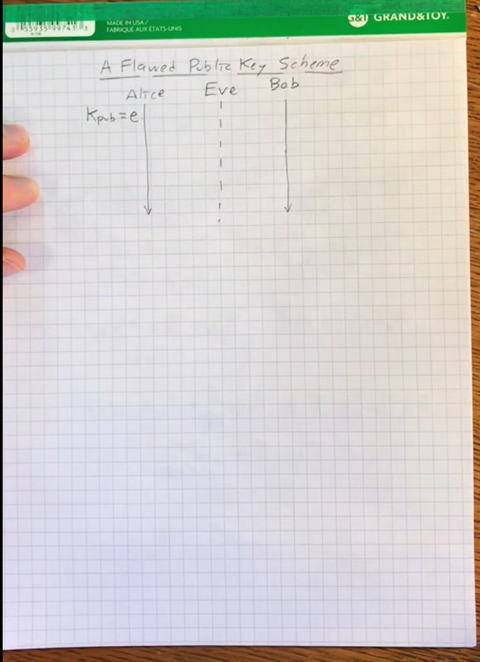 MADE IN USA /
FABRIQUÉ AUX ÉTATS-UNIS
G&T GRAND&TOY.
A Flawed Public Key Scheme
Alice Eve Bob
Kpub = e